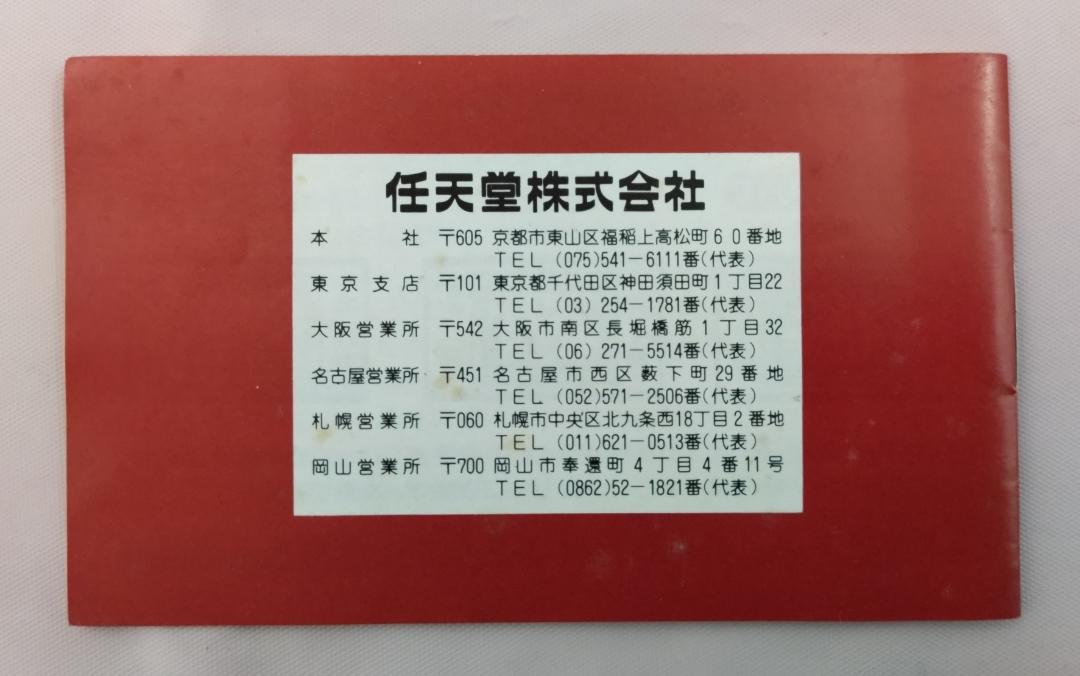 任天堂株式会社
本社 〒605 京都市東山区福稲上高松町60番地
TEL (075)541-6111番(代表)
東京支店 〒101 東京都千代田区神田須田町1丁目22
TEL (03) 254-1781番(代表)
大阪営業所 〒542 大阪市南区長堀橋筋1丁目32
TEL (06) 271-5514番(代表)
名古屋営業所 〒451 名古屋市西区藪下町29番地
TEL (052)571-2506番(代表)
札幌営業所 〒060 札幌市中央区北九条西18丁目2番地
TEL (011)621-0513番(代表)
岡山営業所 〒700 岡山市奉還町4丁目4番11号
TEL (0862)52-1821番(代表)